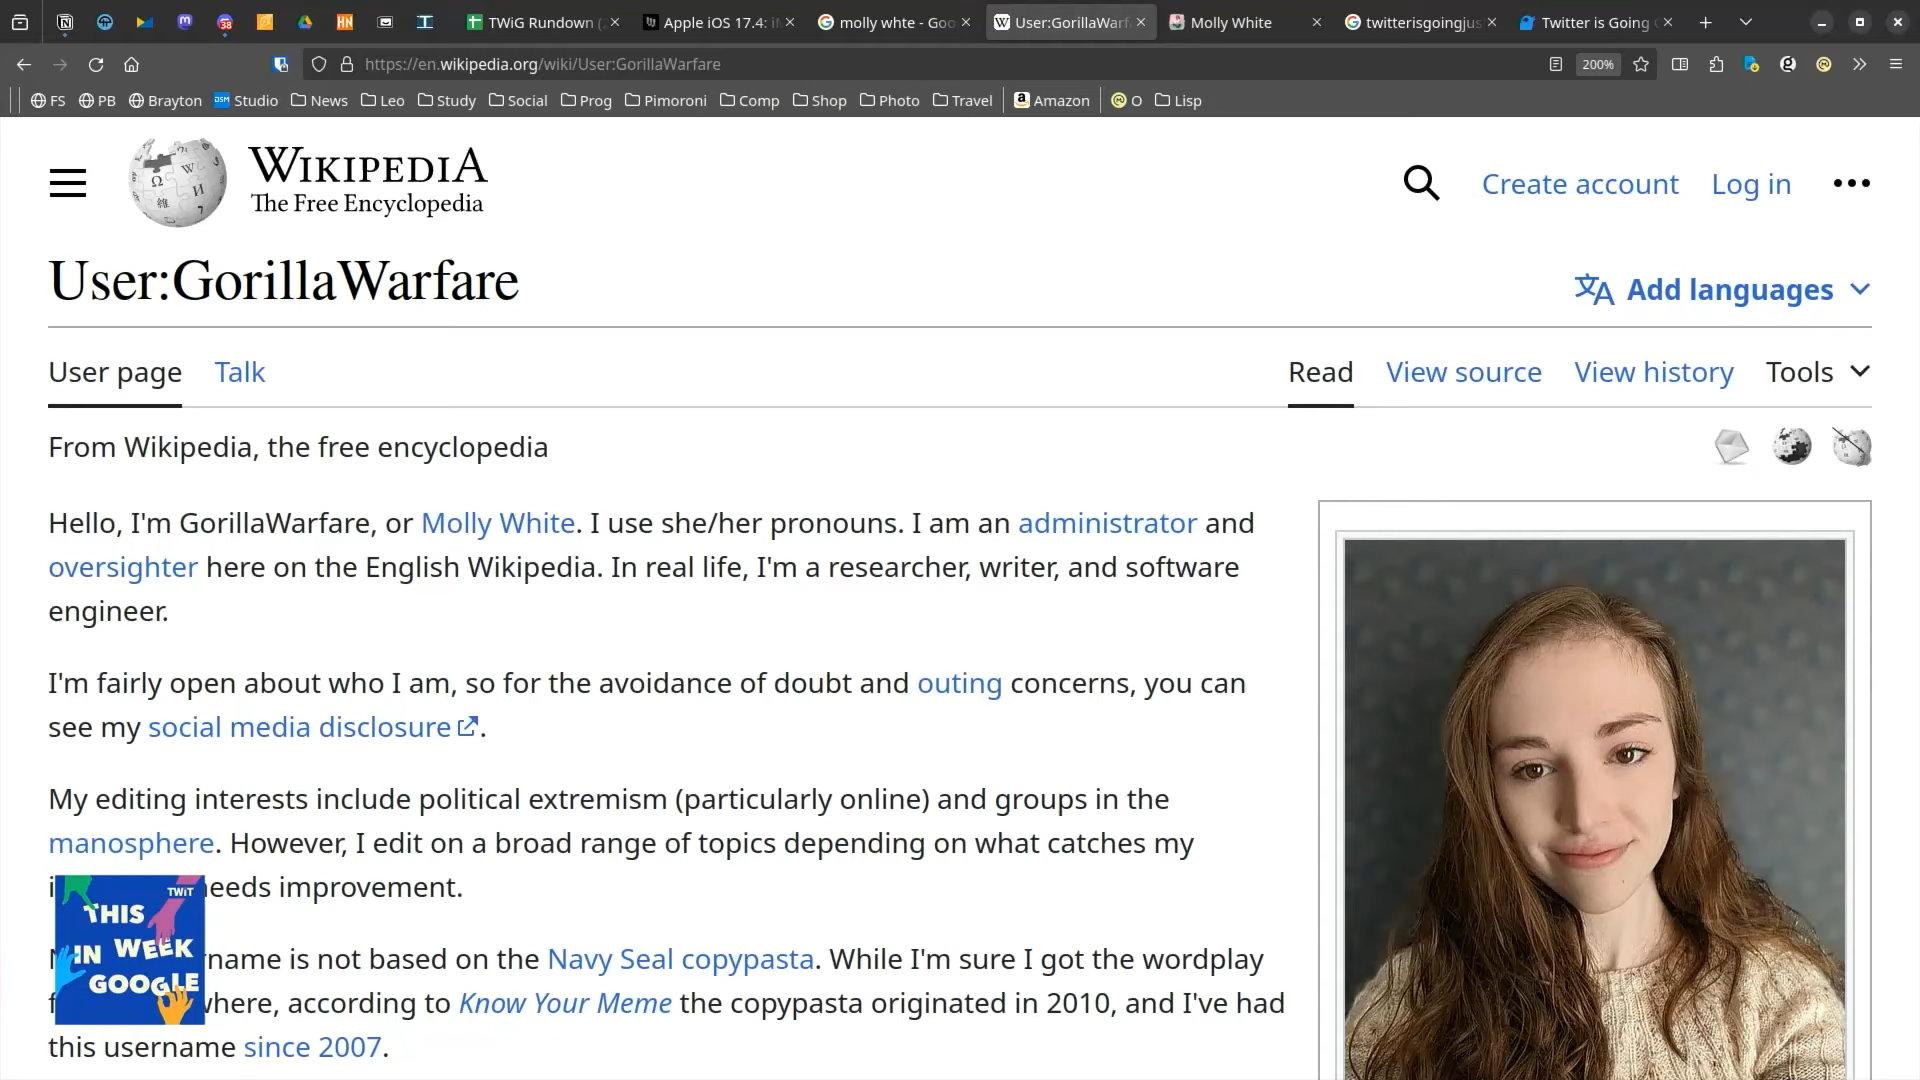 TWiG Rundown (
Apple iOS 17.4: i
molly whte - Goo
User:GorillaWarf
Molly White
twitterisgoingjus
Twitter is Going
https://en.wikipedia.org/wiki/User:GorillaWarfare
200%
FS PB Brayton Studio News Leo Study Social Prog Pimoroni Comp Shop Photo Travel Amazon O Lisp
WIKIPEDIA
The Free Encyclopedia
Create account Log in
User:GorillaWarfare
Add languages
User page Talk
Read View source View history Tools
From Wikipedia, the free encyclopedia
Hello, I'm GorillaWarfare, or Molly White. I use she/her pronouns. I am an administrator and
oversighter here on the English Wikipedia. In real life, I'm a researcher, writer, and software
engineer.
I'm fairly open about who I am, so for the avoidance of doubt and outing concerns, you can
see my social media disclosure.
My editing interests include political extremism (particularly online) and groups in the
manosphere. However, I edit on a broad range of topics depending on what catches my
needs improvement.
name is not based on the Navy Seal copypasta. While I'm sure I got the wordplay
where, according to Know Your Meme the copypasta originated in 2010, and I've had
this username since 2007.
TWiT
THIS
IN WEEK
GOOGLE